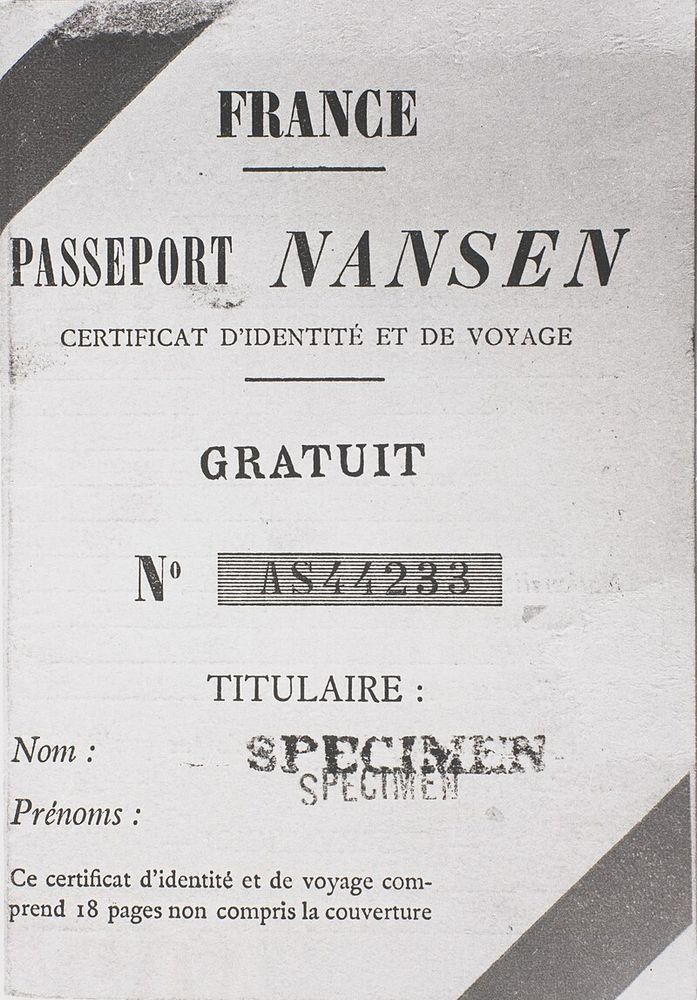 FRANCE
PASSEPORT NANSEN
CERTIFICAT D'IDENTITÉ ET DE VOYAGE
GRATUIT
Nº AS44233
TITULAIRE :
Nom : SPECIMEN
SPECIMEN
Prénoms :
Ce certificat d'identité et de voyage com-
prend 18 pages non compris la couverture